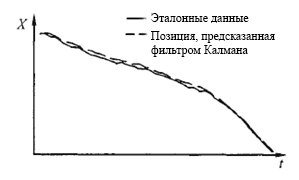 X
Эталонные данные
Позиция, предсказанная
фильтром Калмана
t